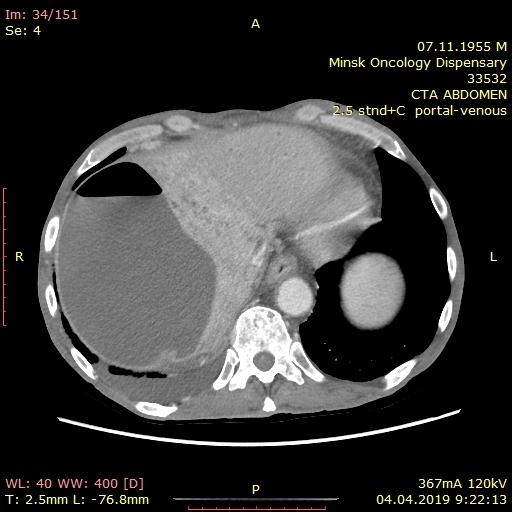 Im: 34/151
Se: 4
A
07.11.1955 M
Minsk Oncology Dispensary
33532
CTA ABDOMEN
2.5 stnd+C portal-venous
R
L
WL: 40 WW: 400 [D]
T: 2.5mm L: -76.8mm
P
367mA 120kV
04.04.2019 9:22:13